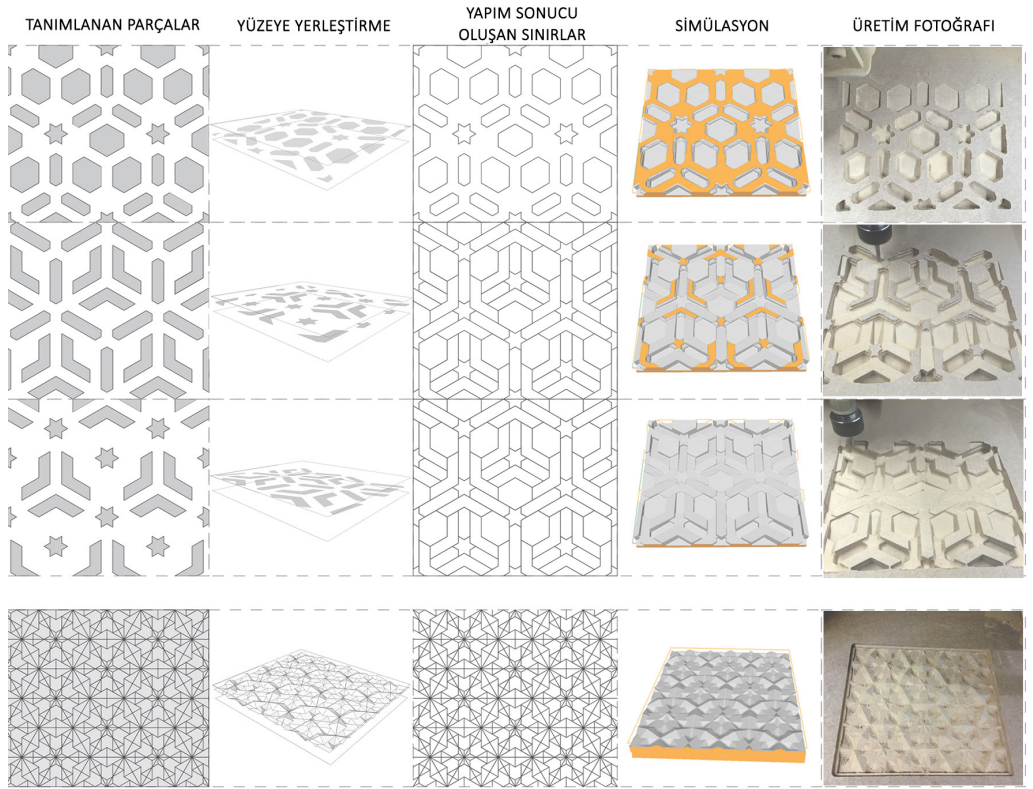 TANIMLANAN PARÇALAR
YÜZEYE YERLEŞTİRME
YAPIM SONUCU
OLUŞAN SINIRLAR
SİMÜLASYON
ÜRETİM FOTOĞRAFI